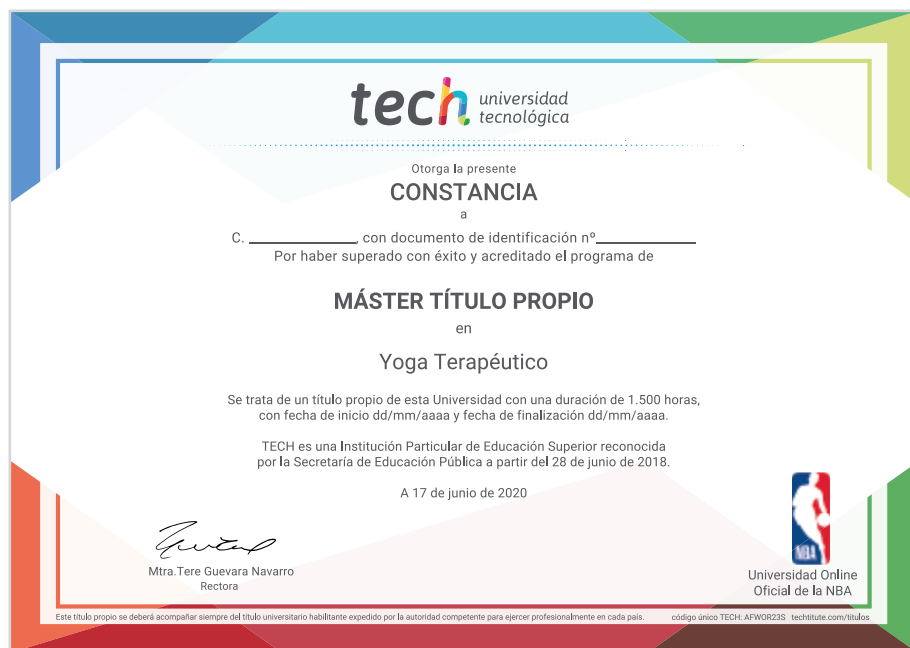 tech universidad
tecnológica
Otorga la presente
CONSTANCIA
a
C. ____________, con documento de identificación nº____________
Por haber superado con éxito y acreditado el programa de
MÁSTER TÍTULO PROPIO
en
Yoga Terapéutico
Se trata de un título propio de esta Universidad con una duración de 1.500 horas,
con fecha de inicio dd/mm/aaaa y fecha de finalización dd/mm/aaaa.
TECH es una Institución Particular de Educación Superior reconocida
por la Secretaría de Educación Pública a partir del 28 de junio de 2018.
A 17 de junio de 2020
Mtra.Tere Guevara Navarro
Rectora
NBA
Universidad Online
Oficial de la NBA
Este título propio se deberá acompañar siempre del título universitario habilitante expedido por la autoridad competente para ejercer profesionalmente en cada país. código único TECH: AFWOR23S techtitute.com/titulos